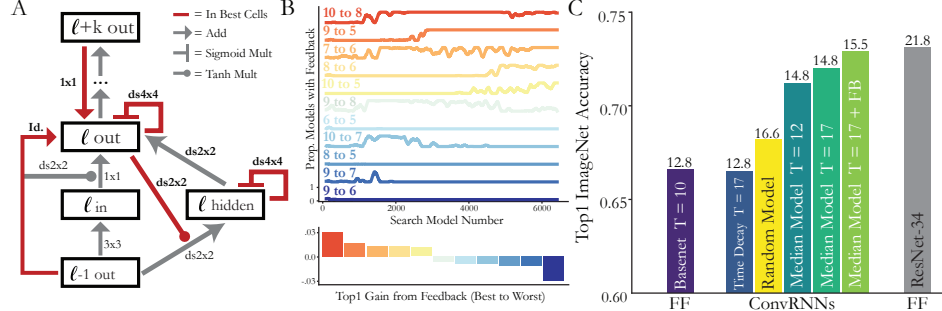 A
ℓ+k out
1x1
...
ds4x4
Id.
ℓ out
ds2x2
1x1
ds2x2
ds2x2
ds4x4
ℓ in
ℓ hidden
3x3
ds2x2
ℓ-1 out
= In Best Cells
= Add
= Sigmoid Mult
= Tanh Mult
B
Prop. Models with Feedback
10 to 8
9 to 5
7 to 6
8 to 6
10 to 5
9 to 8
6 to 5
10 to 7
8 to 5
9 to 7
9 to 6
1
0
0 2000 4000 6000
Search Model Number
.03
0.0
-.03
Top1 Gain from Feedback (Best to Worst)
C
Top1 ImageNet Accuracy
0.75
0.70
0.65
0.60
12.8
12.8
16.6
14.8
14.8
15.5
21.8
Basenet T = 10
Time Decay T = 17
Random Model
Median Model T = 12
Median Model T = 17
Median Model T = 17 + FB
ResNet-34
FF ConvRNNs FF